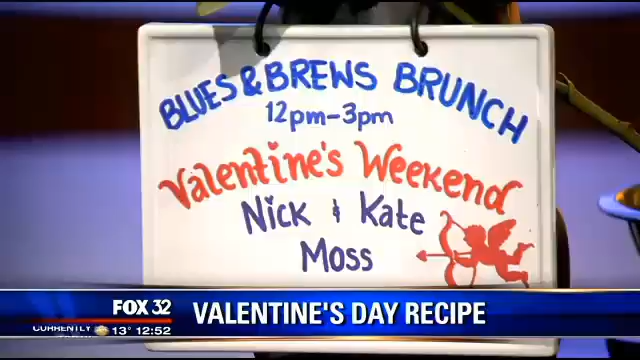 BLUES & BREWS BRUNCH
12pm-3pm
Valentine's Weekend
Nick & Kate
Moss
FOX 32 VALENTINE'S DAY RECIPE
CURRENTLY 13° 12:52